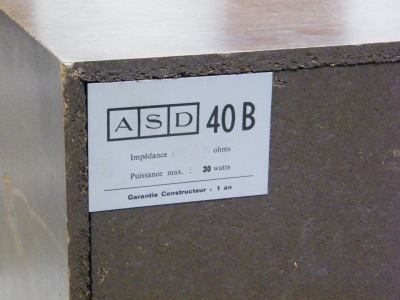 ASD 40 B
Impédance : ohms
Puissance max. : 30 watts
Garantie Constructeur : 1 an